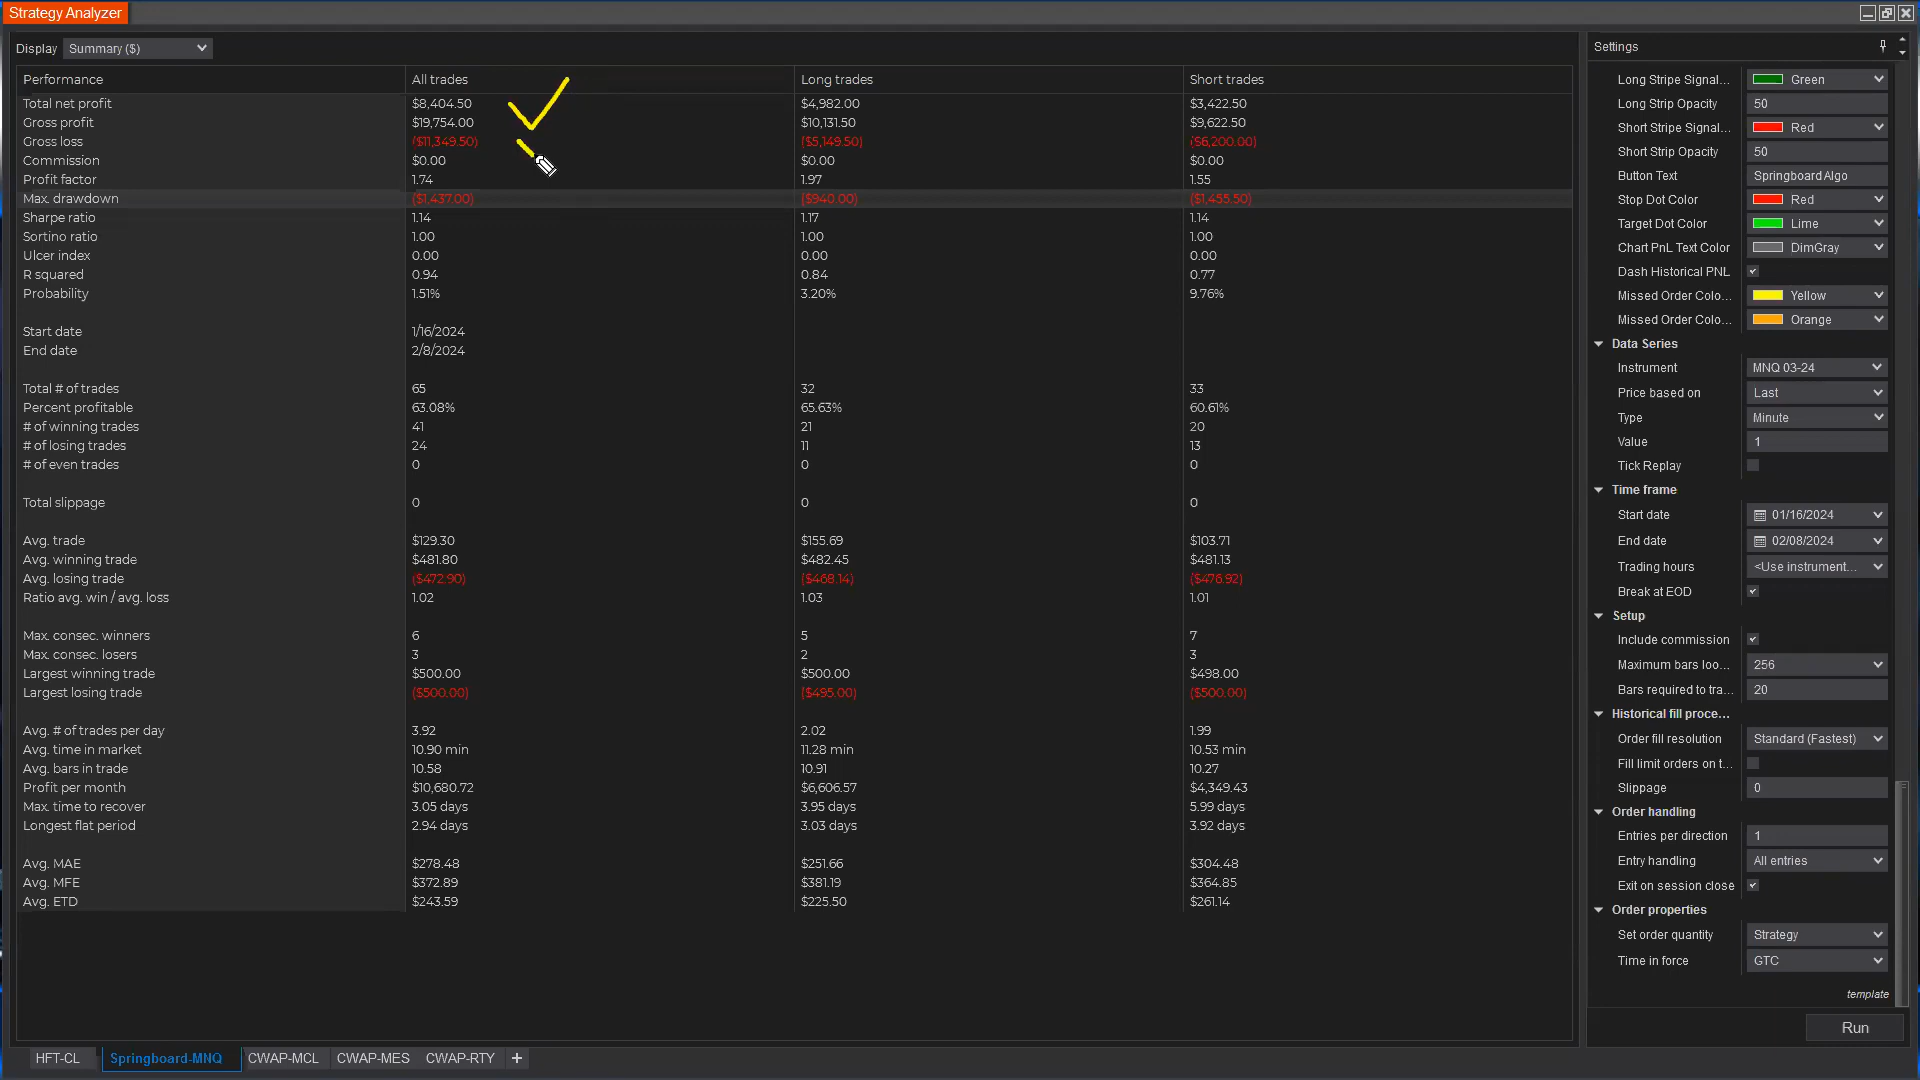 Strategy Analyzer
Display Summary ($)
Performance All trades Long trades Short trades
Total net profit $8,404.50 $4,982.00 $3,422.50
Gross profit $19,754.00 $10,131.50 $9,622.50
Gross loss ($11,349.50) ($5,149.50) ($6,200.00)
Commission $0.00 $0.00 $0.00
Profit factor 1.74 1.97 1.55
Max. drawdown ($1,437.00) ($940.00) ($1,455.50)
Sharpe ratio 1.14 1.17 1.14
Sortino ratio 1.00 1.00 1.00
Ulcer index 0.00 0.00 0.00
R squared 0.94 0.84 0.77
Probability 1.51% 3.20% 9.76%
Start date 1/16/2024
End date 2/8/2024
Total # of trades 65 32 33
Percent profitable 63.08% 65.63% 60.61%
# of winning trades 41 21 20
# of losing trades 24 11 13
# of even trades 0 0 0
Total slippage 0 0 0
Avg. trade $129.30 $155.69 $103.71
Avg. winning trade $481.80 $482.45 $481.13
Avg. losing trade ($472.90) ($468.14) ($476.92)
Ratio avg. win / avg. loss 1.02 1.03 1.01
Max. consec. winners 6 5 7
Max. consec. losers 3 2 3
Largest winning trade $500.00 $500.00 $498.00
Largest losing trade ($500.00) ($495.00) ($500.00)
Avg. # of trades per day 3.92 2.02 1.99
Avg. time in market 10.90 min 11.28 min 10.53 min
Avg. bars in trade 10.58 10.91 10.27
Profit per month $10,680.72 $6,606.57 $4,349.43
Max. time to recover 3.05 days 3.95 days 5.99 days
Longest flat period 2.94 days 3.03 days 3.92 days
Avg. MAE $278.48 $251.66 $304.48
Avg. MFE $372.89 $381.19 $364.85
Avg. ETD $243.59 $225.50 $261.14
Settings
Long Stripe Signal... Green
Long Strip Opacity 50
Short Stripe Signal... Red
Short Strip Opacity 50
Button Text Springboard Algo
Stop Dot Color Red
Target Dot Color Lime
Chart PnL Text Color DimGray
Dash Historical PNL
Missed Order Colo... Yellow
Missed Order Colo... Orange
Data Series
Instrument MNQ 03-24
Price based on Last
Type Minute
Value 1
Tick Replay
Time frame
Start date 01/16/2024
End date 02/08/2024
Trading hours <Use instrument...
Break at EOD
Setup
Include commission
Maximum bars loo... 256
Bars required to tra... 20
Historical fill proce...
Order fill resolution Standard (Fastest)
Fill limit orders on t...
Slippage 0
Order handling
Entries per direction 1
Entry handling All entries
Exit on session close
Order properties
Set order quantity Strategy
Time in force GTC
template
Run
HFT-CL Springboard-MNQ CWAP-MCL CWAP-MES CWAP-RTY +